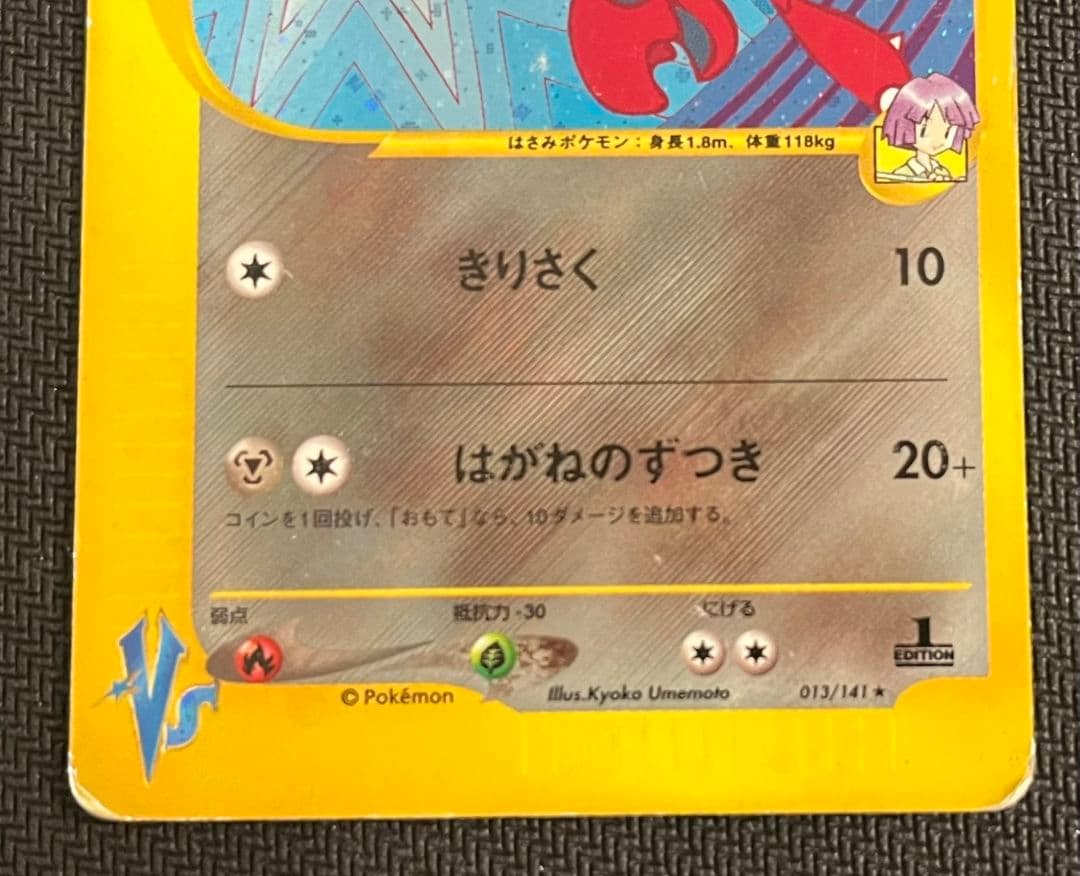 はさみポケモン：身長1.8m、体重118kg
きりさく 10
はがねのずつき 20+
コインを1回投げ、「おもて」なら、10ダメージを追加する。
弱点 抵抗力 -30 にげる
1 EDITION
©Pokémon Illus.Kyoko Umemoto 013/141★
VS